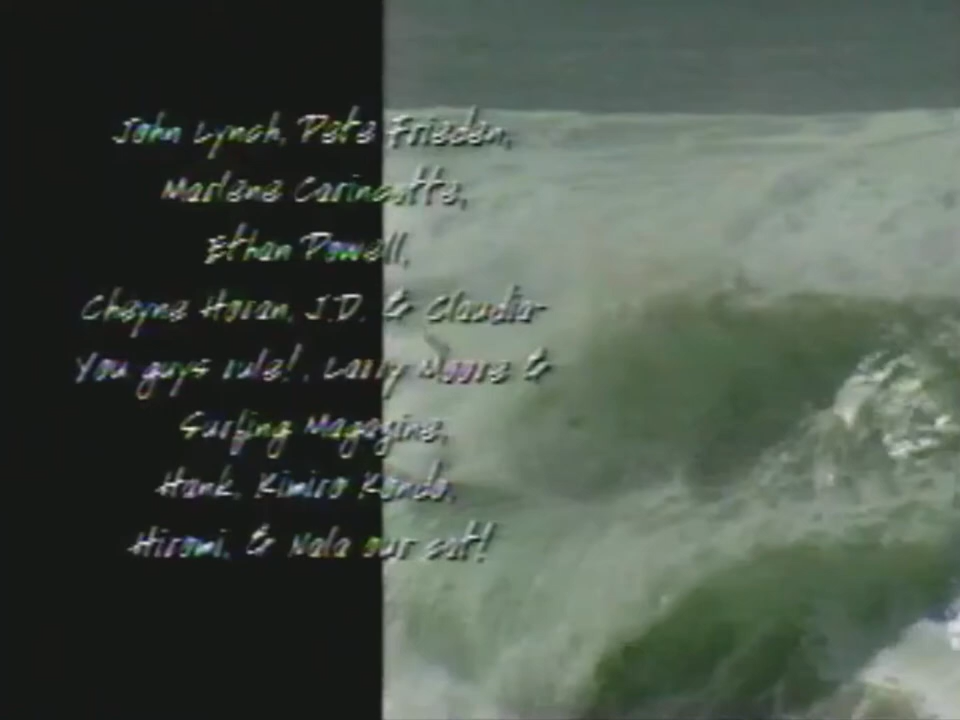 John Lynch, Pete Frieden,
Marlene Carincotte,
Ethan Powell,
Cheyne Horan, J.D. & Claudia-
You guys rule!, Larry Moore &
Surfing Magazine,
Hank, Kimiro Kondo,
Hiromi, & Nala our cat!